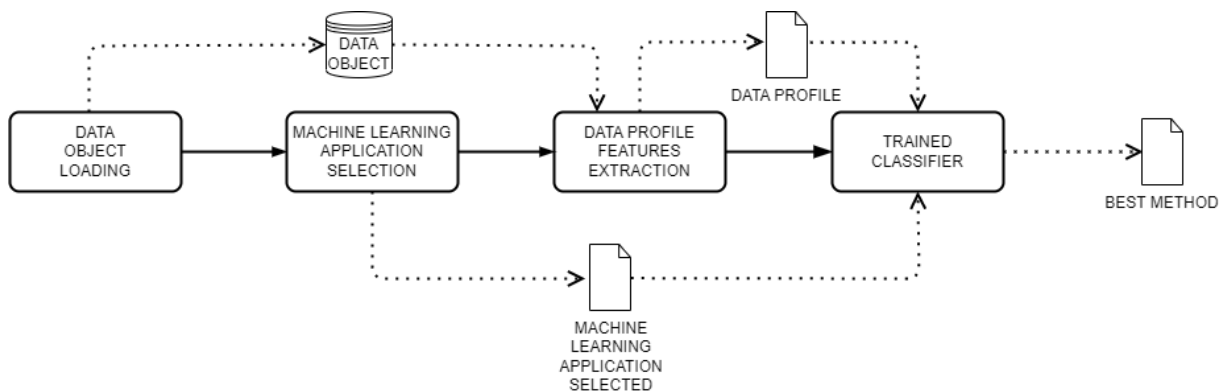 DATA
OBJECT
DATA PROFILE
DATA
OBJECT
LOADING
MACHINE LEARNING
APPLICATION
SELECTION
DATA PROFILE
FEATURES
EXTRACTION
TRAINED
CLASSIFIER
BEST METHOD
MACHINE
LEARNING
APPLICATION
SELECTED